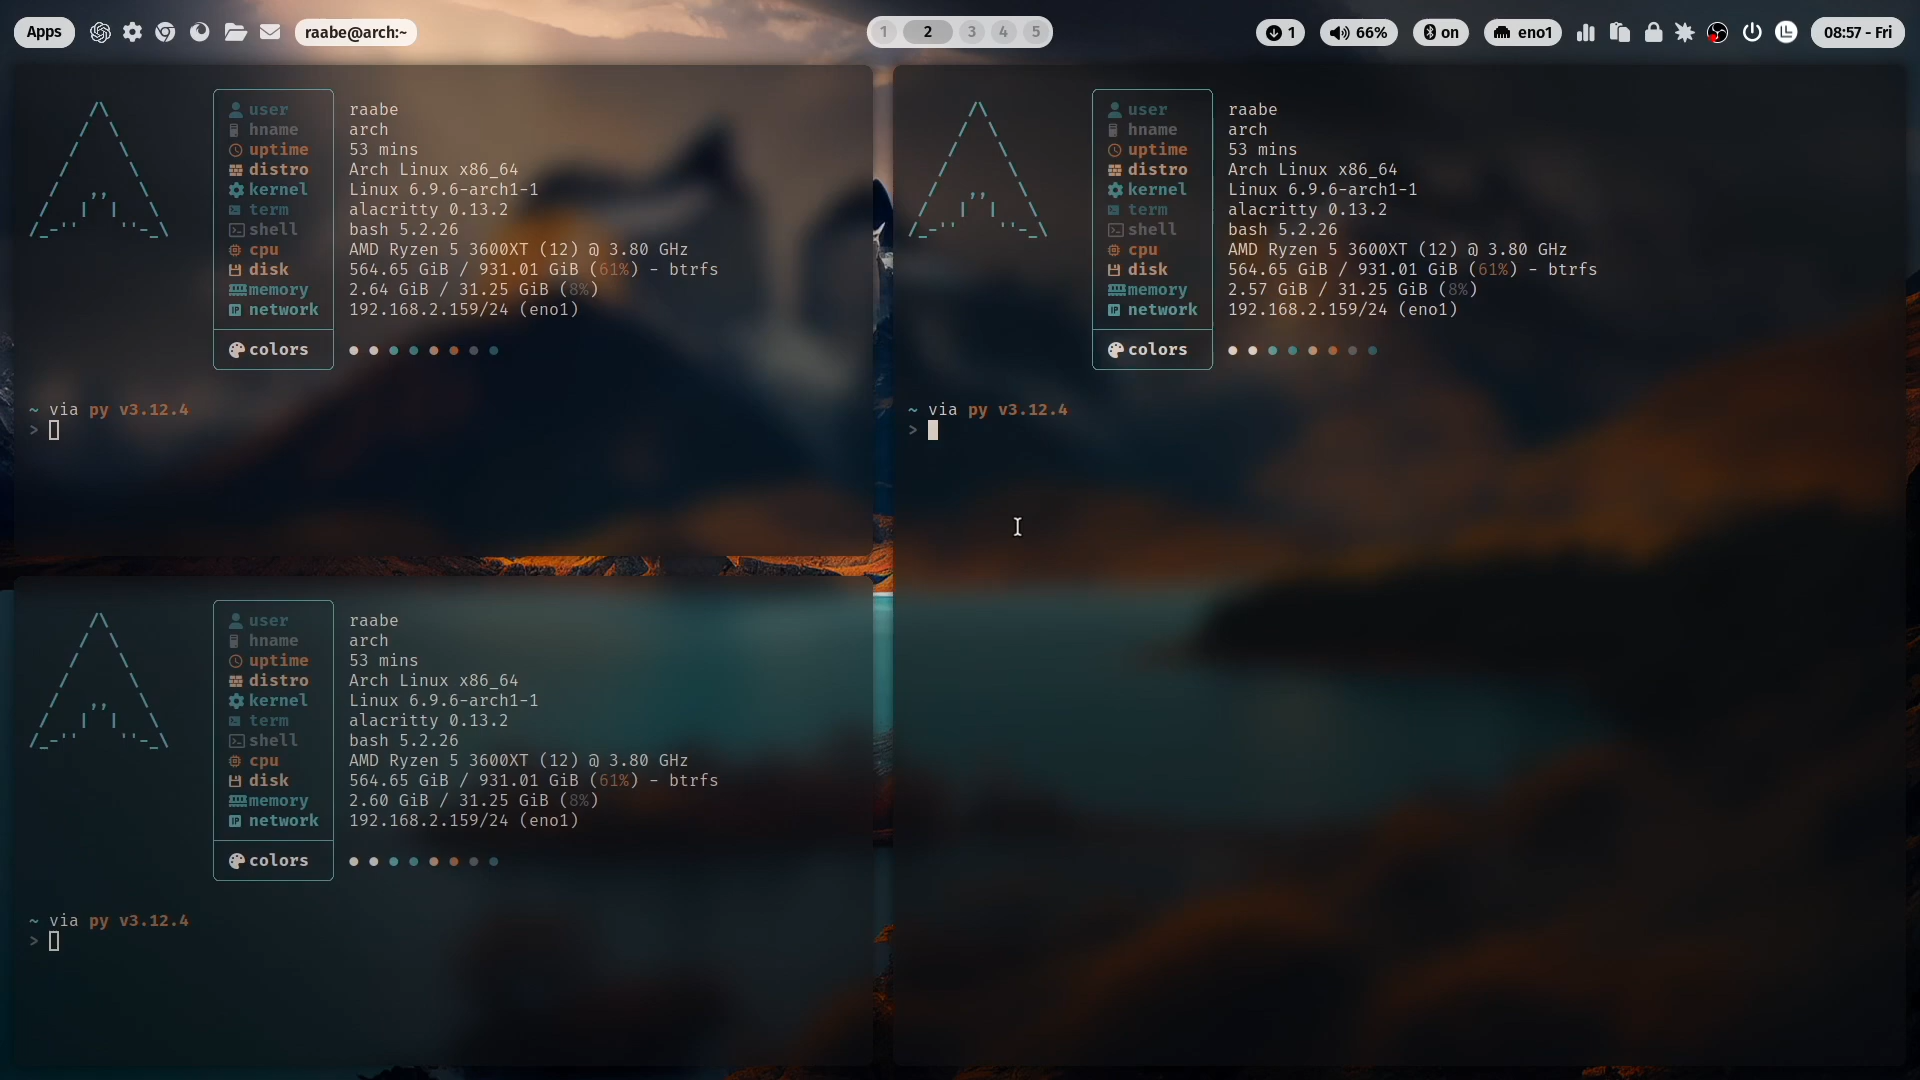 Apps raabe@arch:~ 1 2 3 4 5 1 66% on eno1 08:57 - Fri
user raabe
hname arch
uptime 53 mins
distro Arch Linux x86_64
kernel Linux 6.9.6-arch1-1
term alacritty 0.13.2
shell bash 5.2.26
cpu AMD Ryzen 5 3600XT (12) @ 3.80 GHz
disk 564.65 GiB / 931.01 GiB (61%) - btrfs
memory 2.64 GiB / 31.25 GiB (8%)
network 192.168.2.159/24 (eno1)
colors
~ via py v3.12.4
>
user raabe
hname arch
uptime 53 mins
distro Arch Linux x86_64
kernel Linux 6.9.6-arch1-1
term alacritty 0.13.2
shell bash 5.2.26
cpu AMD Ryzen 5 3600XT (12) @ 3.80 GHz
disk 564.65 GiB / 931.01 GiB (61%) - btrfs
memory 2.60 GiB / 31.25 GiB (8%)
network 192.168.2.159/24 (eno1)
colors
~ via py v3.12.4
>
user raabe
hname arch
uptime 53 mins
distro Arch Linux x86_64
kernel Linux 6.9.6-arch1-1
term alacritty 0.13.2
shell bash 5.2.26
cpu AMD Ryzen 5 3600XT (12) @ 3.80 GHz
disk 564.65 GiB / 931.01 GiB (61%) - btrfs
memory 2.57 GiB / 31.25 GiB (8%)
network 192.168.2.159/24 (eno1)
colors
~ via py v3.12.4
>